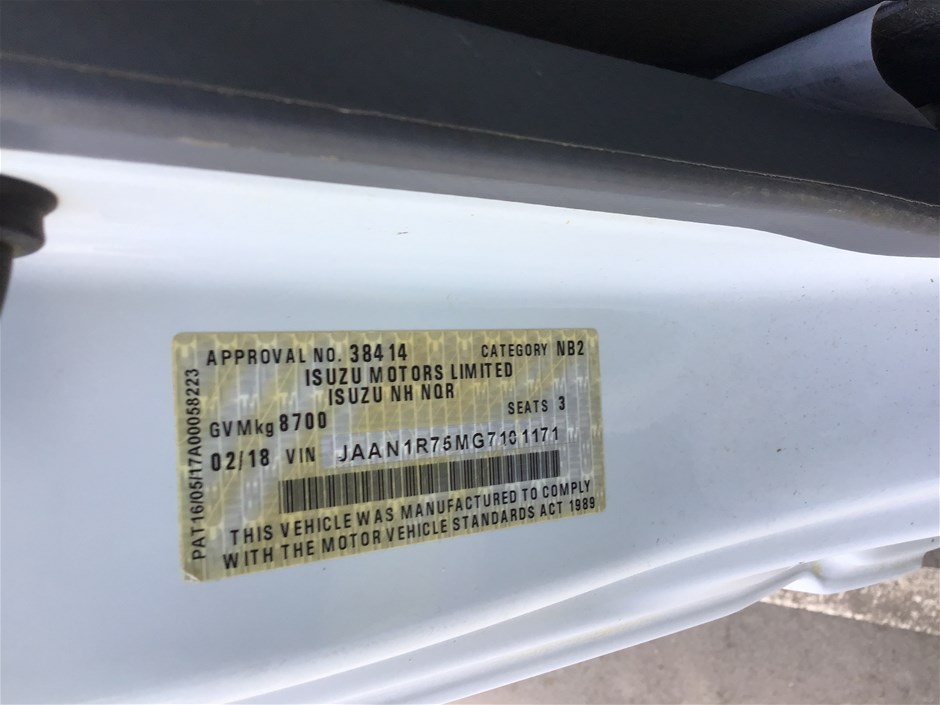 APPROVAL NO. 38414 CATEGORY NB2
ISUZU MOTORS LIMITED
ISUZU NH NQR
GVMkg 8700 SEATS 3
02/18 VIN JAAN1R75MG7101171
THIS VEHICLE WAS MANUFACTURED TO COMPLY
WITH THE MOTOR VEHICLE STANDARDS ACT 1989
PAT16/05/17A00058223